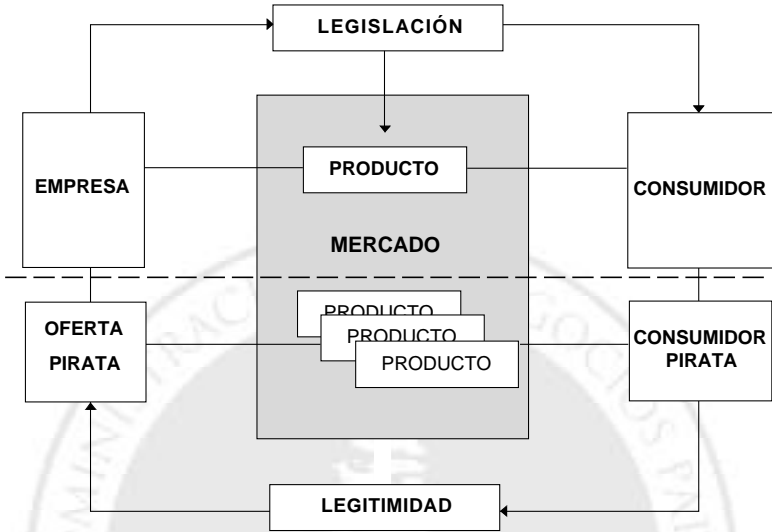 LEGISLACIÓN
EMPRESA
PRODUCTO
CONSUMIDOR
MERCADO
OFERTA
PIRATA
PRODUCTO
PRODUCTO
PRODUCTO
CONSUMIDOR
PIRATA
LEGITIMIDAD